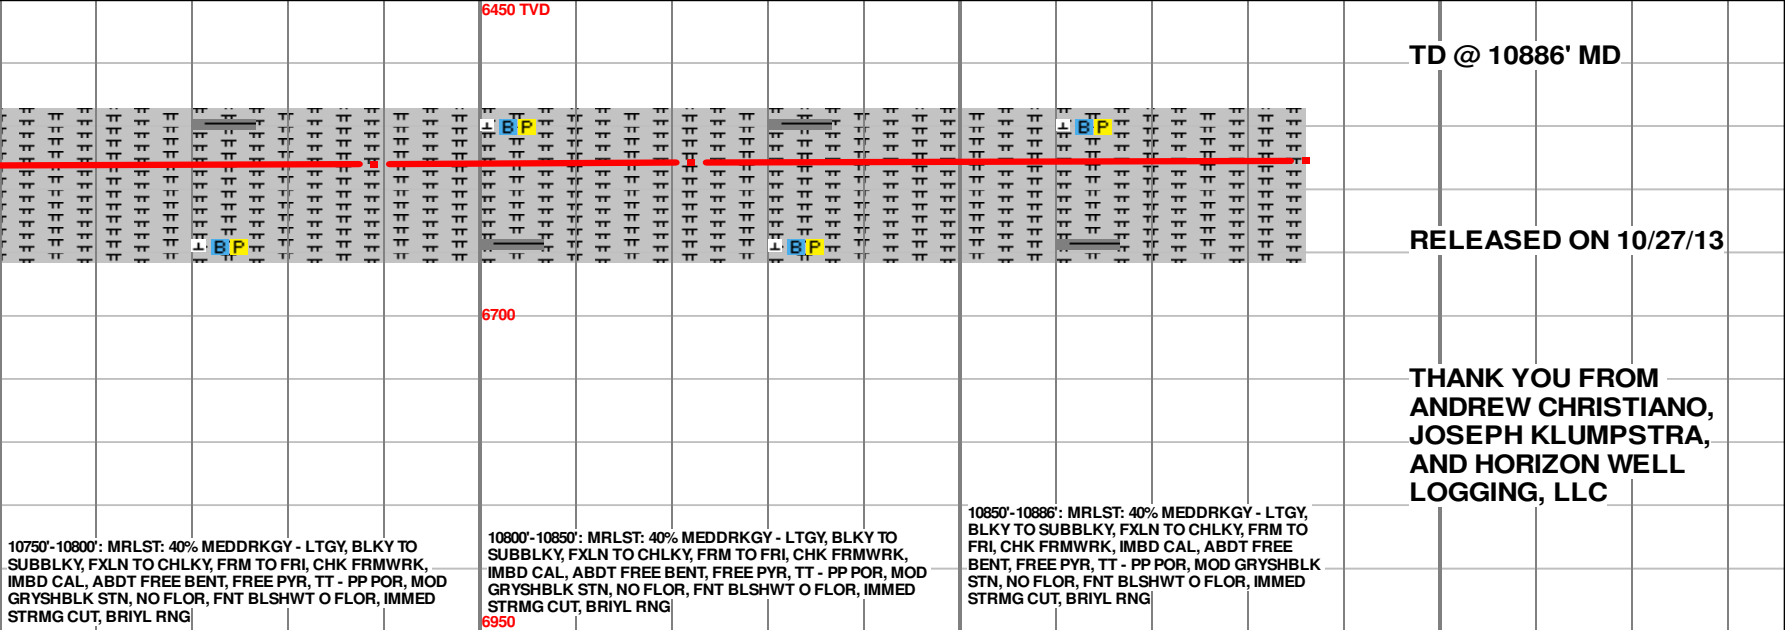 6450 TVD
TD @ 10886' MD
B P
B P
B P
B P
RELEASED ON 10/27/13
6700
THANK YOU FROM
ANDREW CHRISTIANO,
JOSEPH KLUMPSTRA,
AND HORIZON WELL
LOGGING, LLC
10750'-10800': MRLST: 40% MEDDRKGY - LTGY, BLKY TO
SUBBLKY, FXLN TO CHLKY, FRM TO FRI, CHK FRMWRK,
IMBD CAL, ABDT FREE BENT, FREE PYR, TT - PP POR, MOD
GRYSHBLK STN, NO FLOR, FNT BLSHWT O FLOR, IMMED
STRMG CUT, BRIYL RNG
10800'-10850': MRLST: 40% MEDDRKGY - LTGY, BLKY TO
SUBBLKY, FXLN TO CHLKY, FRM TO FRI, CHK FRMWRK,
IMBD CAL, ABDT FREE BENT, FREE PYR, TT - PP POR, MOD
GRYSHBLK STN, NO FLOR, FNT BLSHWT O FLOR, IMMED
STRMG CUT, BRIYL RNG
10850'-10886': MRLST: 40% MEDDRKGY - LTGY,
BLKY TO SUBBLKY, FXLN TO CHLKY, FRM TO
FRI, CHK FRMWRK, IMBD CAL, ABDT FREE
BENT, FREE PYR, TT - PP POR, MOD GRYSHBLK
STN, NO FLOR, FNT BLSHWT O FLOR, IMMED
STRMG CUT, BRIYL RNG
6950